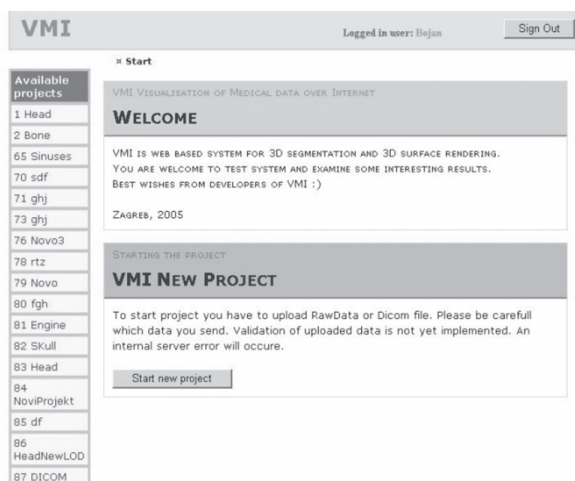 VMI
Logged in user: Bojan
Sign Out
¤ Start
Available
projects
1 Head
2 Bone
65 Sinuses
70 sdf
71 ghj
73 ghj
76 Novo3
78 rtz
79 Novo
80 fgh
81 Engine
82 SKull
83 Head
84
NoviProjekt
85 df
86
HeadNewLOD
87 DICOM
VMI Visualisation of Medical data over Internet
Welcome
VMI is web based system for 3D segmentation and 3D surface rendering.
You are welcome to test system and examine some interesting results.
Best wishes from developers of VMI :)
Zagreb, 2005
Starting the project
VMI New Project
To start project you have to upload RawData or Dicom file. Please be carefull
which data you send. Validation of uploaded data is not yet implemented. An
internal server error will occure.
Start new project